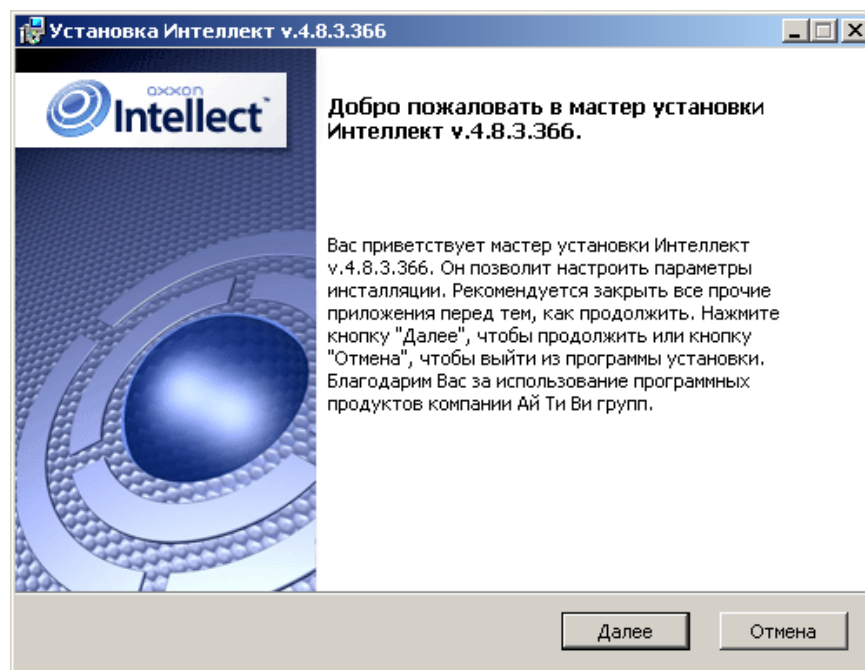 Установка Интеллект v.4.8.3.366
axxon
Intellect
Добро пожаловать в мастер установки
Интеллект v.4.8.3.366.
Вас приветствует мастер установки Интеллект
v.4.8.3.366. Он позволит настроить параметры
инсталляции. Рекомендуется закрыть все прочие
приложения перед тем, как продолжить. Нажмите
кнопку "Далее", чтобы продолжить или кнопку
"Отмена", чтобы выйти из программы установки.
Благодарим Вас за использование программных
продуктов компании Ай Ти Ви групп.
Далее
Отмена